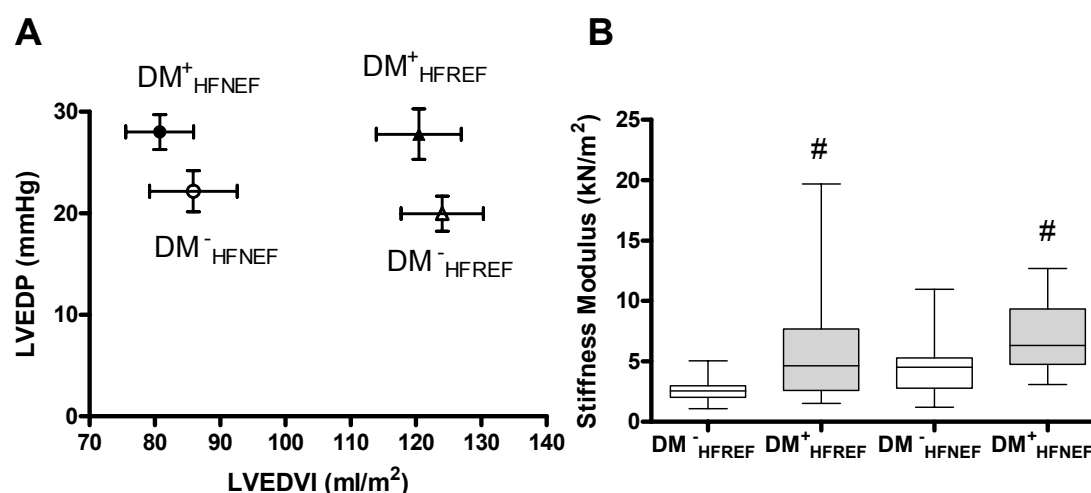 A
DM⁺HFNEF
DM⁺HFREF
DM⁻HFNEF
DM⁻HFREF
LVEDP (mmHg)
30
20
10
0
70 80 90 100 110 120 130 140
LVEDVI (ml/m²)
B
Stiffness Modulus (kN/m²)
25
20
15
10
5
0
#
#
DM⁻HFREF DM⁺HFREF DM⁻HFNEF DM⁺HFNEF